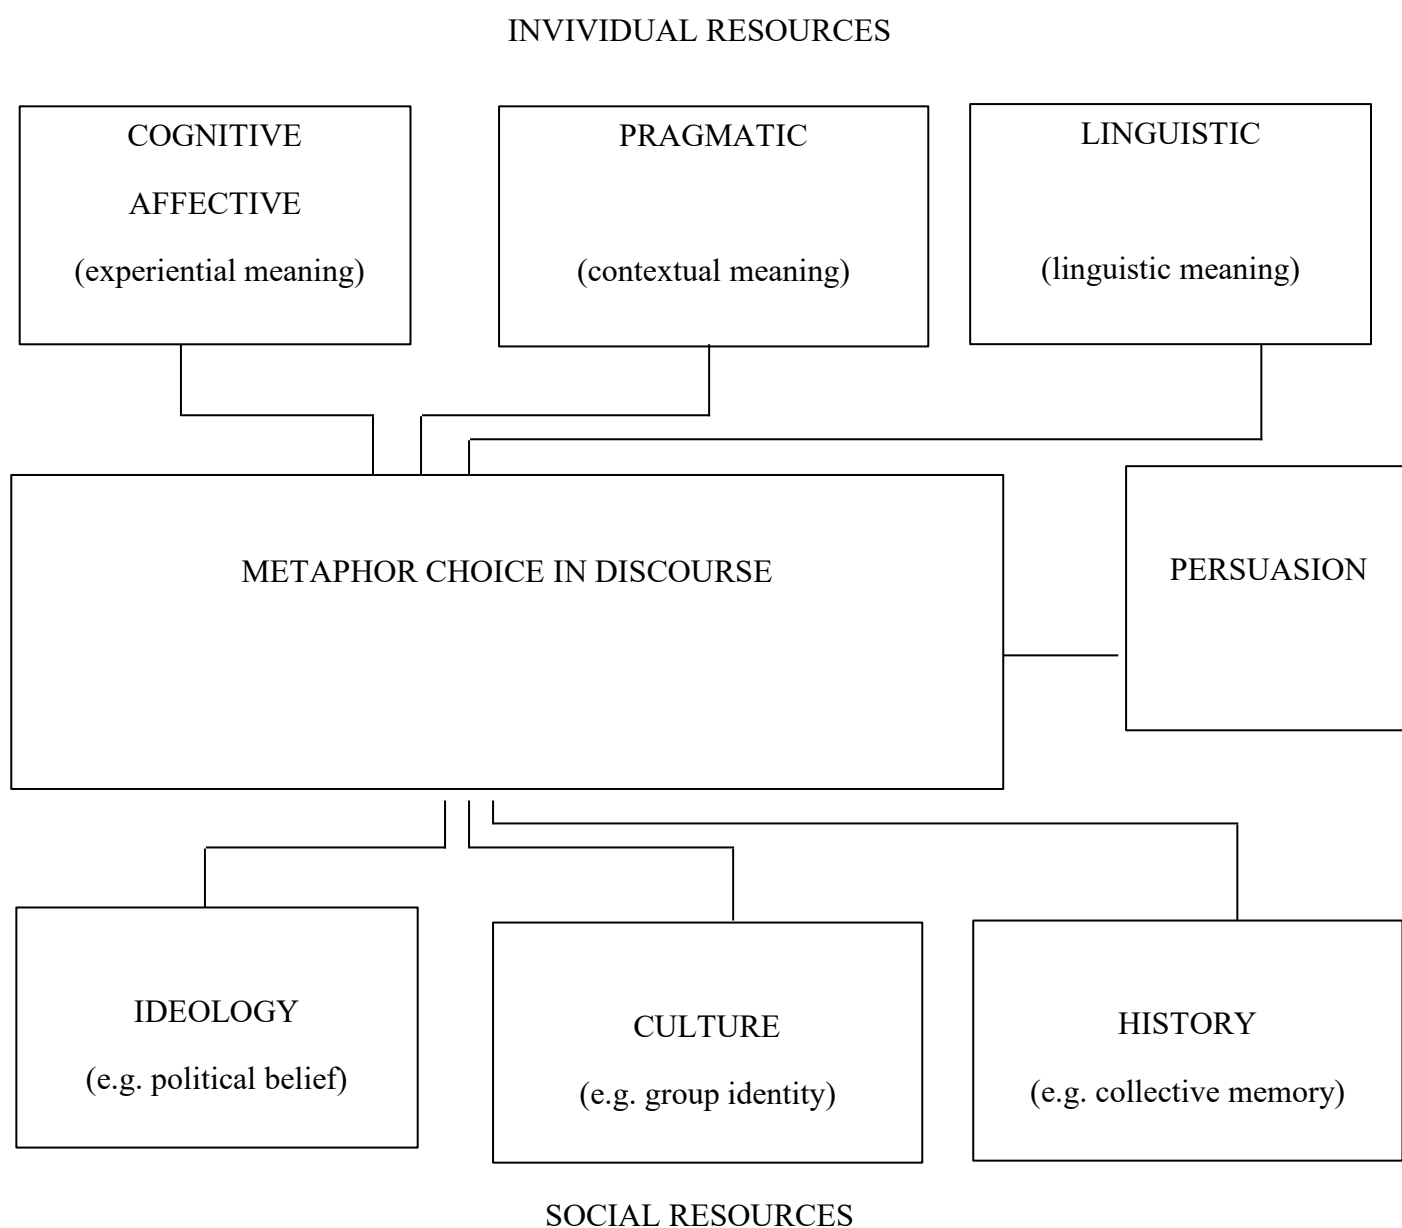 INVIVIDUAL RESOURCES
COGNITIVE
AFFECTIVE
(experiential meaning)
PRAGMATIC
(contextual meaning)
LINGUISTIC
(linguistic meaning)
METAPHOR CHOICE IN DISCOURSE
PERSUASION
IDEOLOGY
(e.g. political belief)
CULTURE
(e.g. group identity)
HISTORY
(e.g. collective memory)
SOCIAL RESOURCES